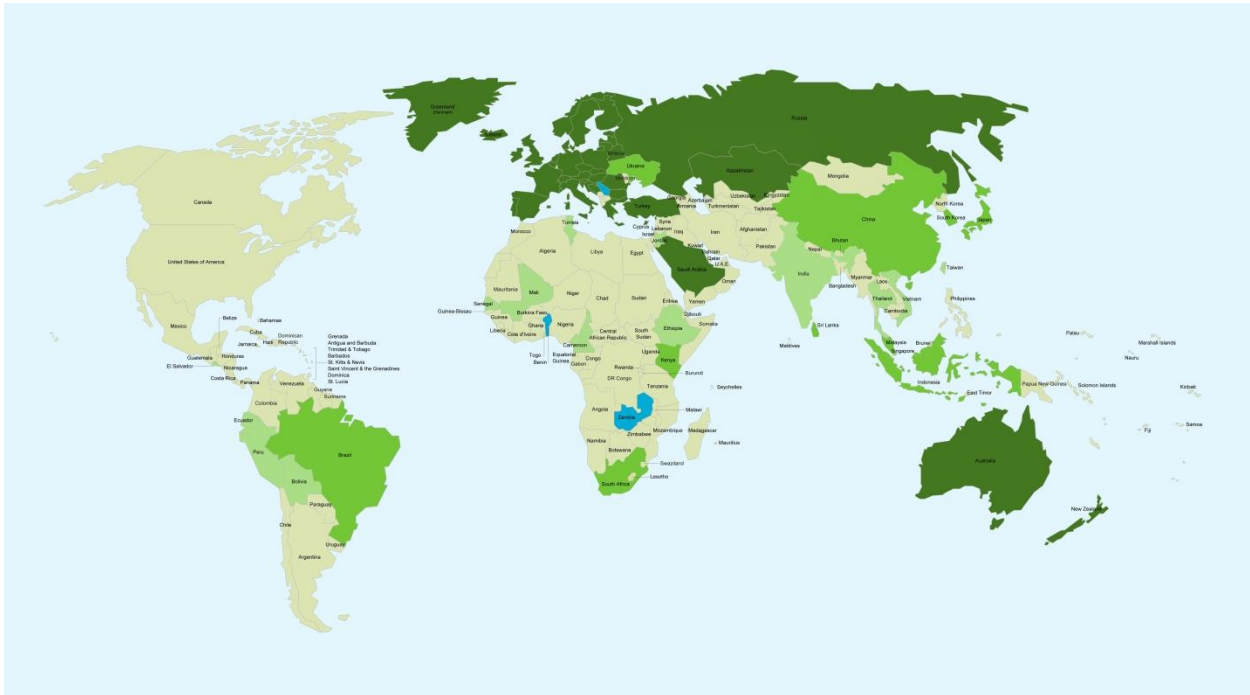 Greenland
(Denmark)
Iceland
Russia
Canada
United States of America
Mexico
Belize
Bahamas
Cuba
Dominican
Republic
Jamaica
Haiti
Guatemala
Honduras
El Salvador
Nicaragua
Costa Rica
Panama
Grenada
Antigue and Barbuda
Trinidad & Tobago
Barbados
St. Kitts & Nevis
Saint Vincent & the Grenadines
Dominica
St. Lucia
Venezuela
Guyana
Suriname
Colombia
Ecuador
Peru
Brazil
Bolivia
Paraguay
Chile
Uruguay
Argentina
Belarus
Ukraine
Moldova
Kazakhstan
Mongolia
Georgia
Azerbaijan
Armenia
Uzbekistan
Kyrgyzstan
Turkmenistan
Tajikistan
Turkey
China
North Korea
South Korea
Japan
Cyprus
Syria
Lebanon
Israel
Jordan
Iraq
Iran
Afghanistan
Kuwait
Bahrain
Qatar
U.A.E.
Pakistan
Nepal
Bhutan
Saudi Arabia
Oman
Yemen
India
Bangladesh
Myanmar
Laos
Thailand
Vietnam
Cambodia
Taiwan
Philippines
Sri Lanka
Maldives
Malaysia
Singapore
Brunei
Indonesia
East Timor
Papua New Guinea
Palau
Marshall Islands
Nauru
Solomon Islands
Kiribati
Fiji
Samoa
Australia
New Zealand
Morocco
Tunisia
Algeria
Libya
Egypt
Mauritania
Mali
Niger
Chad
Sudan
Eritrea
Djibouti
Senegal
Guinea-Bissau
Guinea
Burkina Faso
Liberia
Cote d'Ivoire
Ghana
Togo
Benin
Nigeria
Cameroon
Equatorial
Guinea
Gabon
Congo
Central
African Republic
South
Sudan
Ethiopia
Somalia
Uganda
Kenya
Rwanda
Burundi
DR Congo
Tanzania
Seychelles
Angola
Zambia
Malawi
Mozambique
Zimbabwe
Madagascar
Mauritius
Namibia
Botswana
Swaziland
Lesotho
South Africa